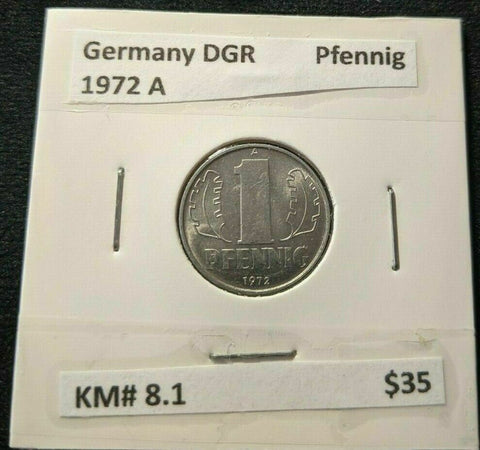 Germany DGR Pfennig
1972 A
A
1
PFENNIG
1972
KM# 8.1 $35